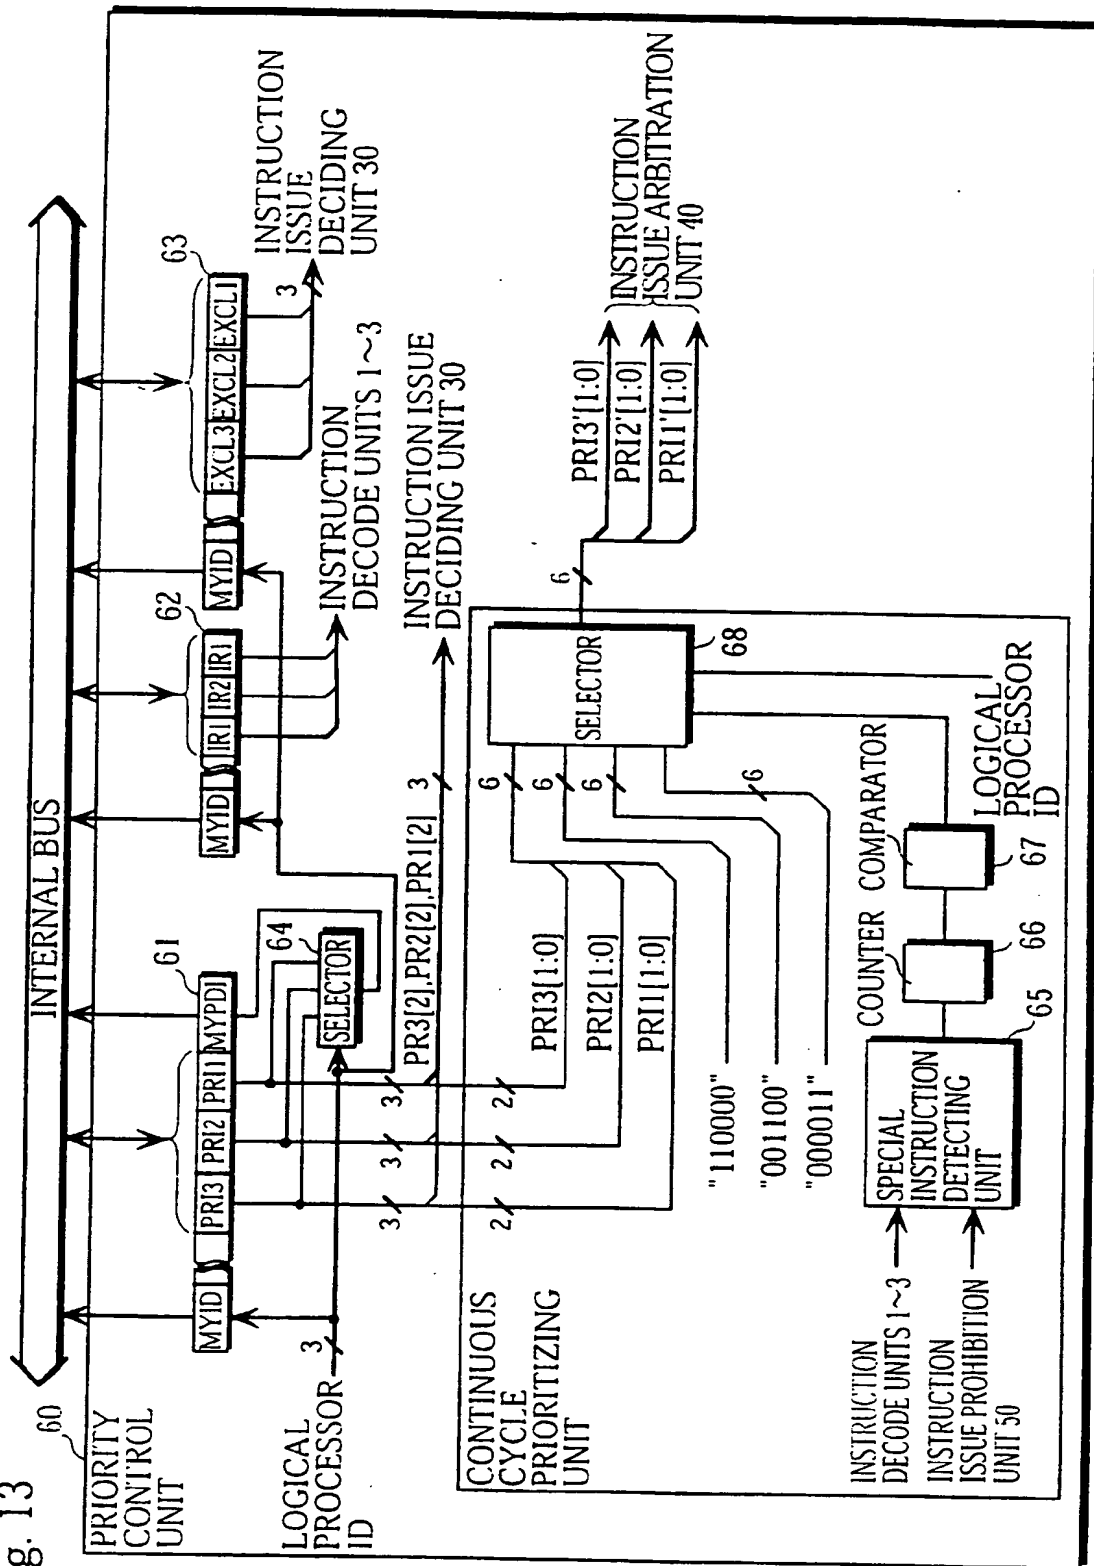 g. 13
60
PRIORITY
CONTROL
UNIT
INTERNAL BUS
61
MYID
PRI3
PRI2
PRI1
MYPDI
62
MYID
IR1
IR2
IR1
63
MYID
EXCL3
EXCL2
EXCL1
3
INSTRUCTION
ISSUE
DECIDING
UNIT 30
INSTRUCTION
DECODE UNITS 1~3
64
SELECTOR
LOGICAL
PROCESSOR
ID
3
3
3
3
PR3[2],PR2[2],PR1[2]
3
INSTRUCTION ISSUE
DECIDING UNIT 30
CONTINUOUS
CYCLE
PRIORITIZING
UNIT
2
2
2
PRI3[1:0]
PRI2[1:0]
PRI1[1:0]
6
6
6
6
SELECTOR
68
6
PRI3'[1:0]
PRI2'[1:0]
PRI1'[1:0]
INSTRUCTION
ISSUE ARBITRATION
UNIT 40
"110000"
"001100"
"000011"
INSTRUCTION
DECODE UNITS 1~3
INSTRUCTION
ISSUE PROHIBITION
UNIT 50
SPECIAL
INSTRUCTION
DETECTING
UNIT
65
COUNTER
66
COMPARATOR
67
LOGICAL
PROCESSOR
ID